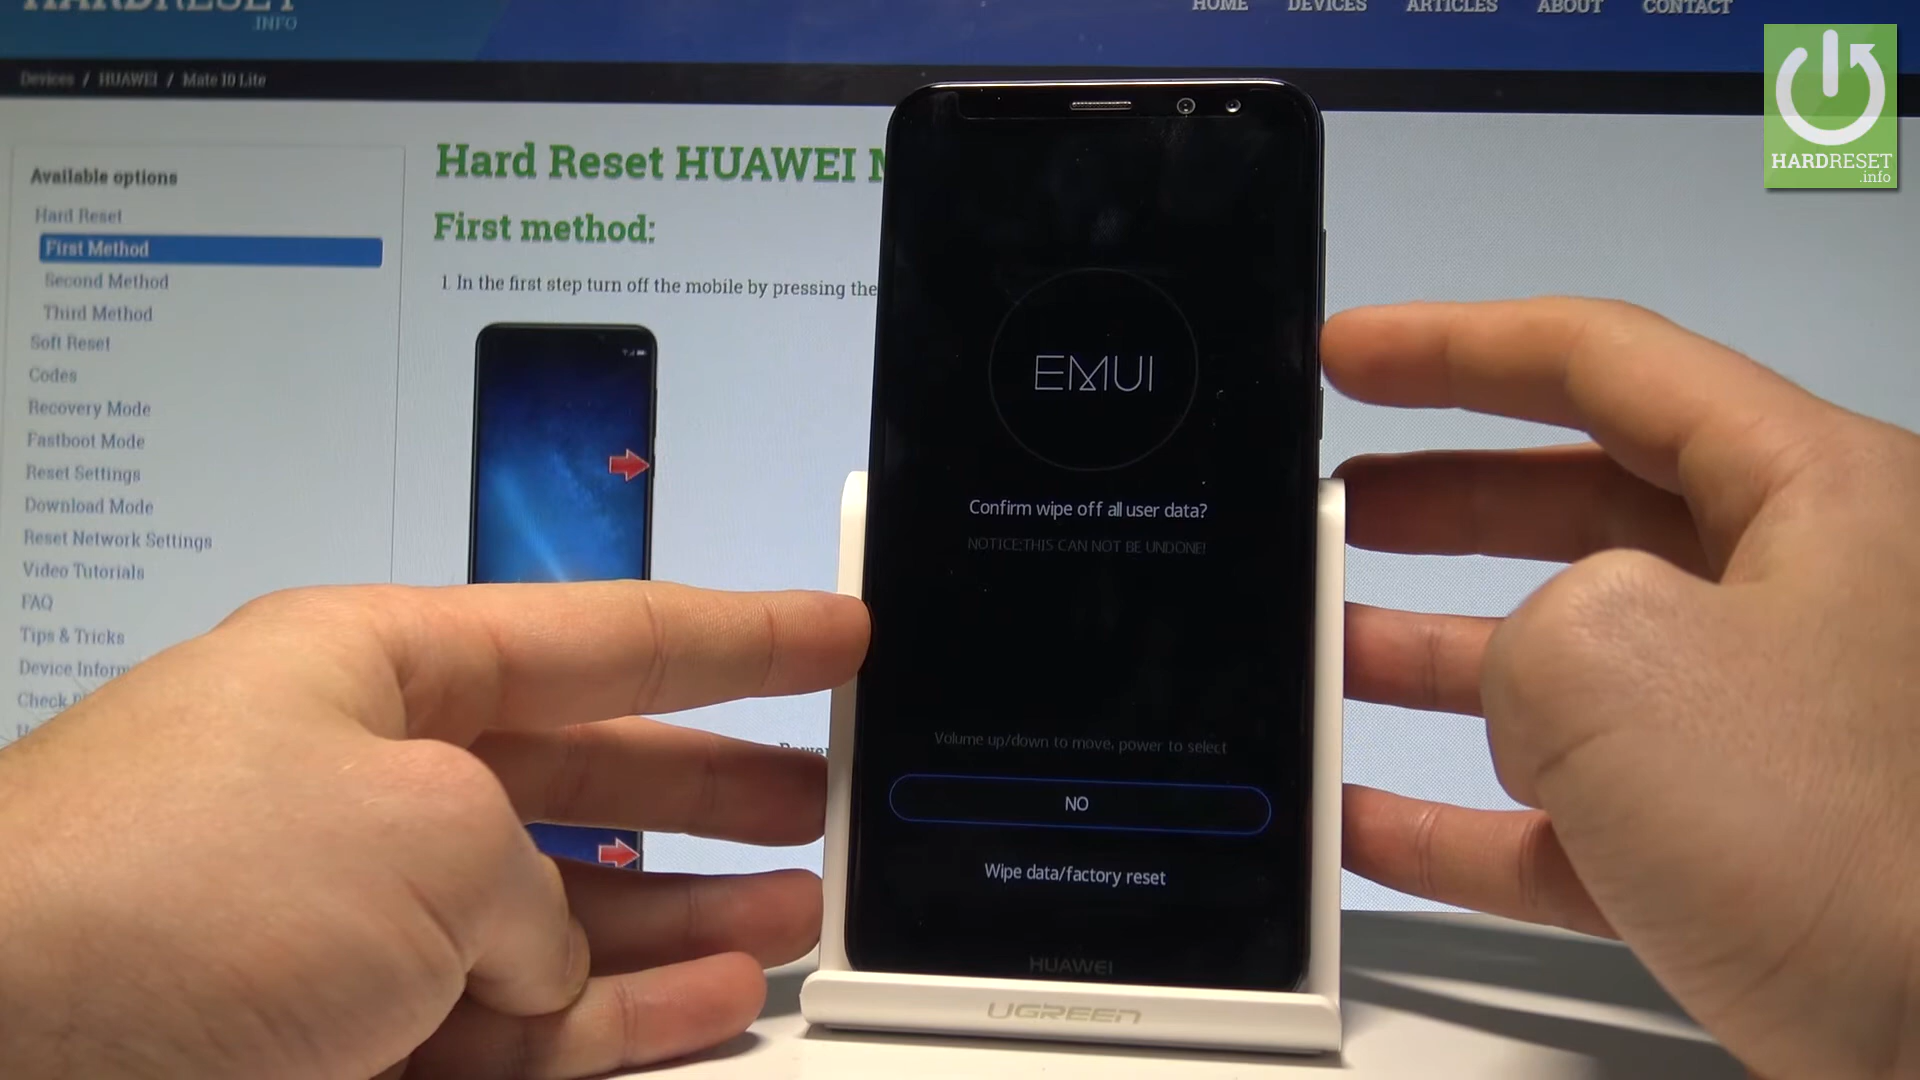 HARDRESET
.INFO
HOME DEVICES ARTICLES ABOUT CONTACT
HARDRESET
.info
Devices / HUAWEI / Mate 10 Lite
Available options
Hard Reset
First Method
Second Method
Third Method
Soft Reset
Codes
Recovery Mode
Fastboot Mode
Reset Settings
Download Mode
Reset Network Settings
Video Tutorials
FAQ
Tips & Tricks
Device
Check
Hard Reset HUAWEI
First method:
1. In the first step turn off the mobile by pressing the
EMUI
Confirm wipe off all user data?
NOTICE:THIS CAN NOT BE UNDONE!
Volume up/down to move, power to select
NO
Wipe data/factory reset
HUAWEI
UGREEN